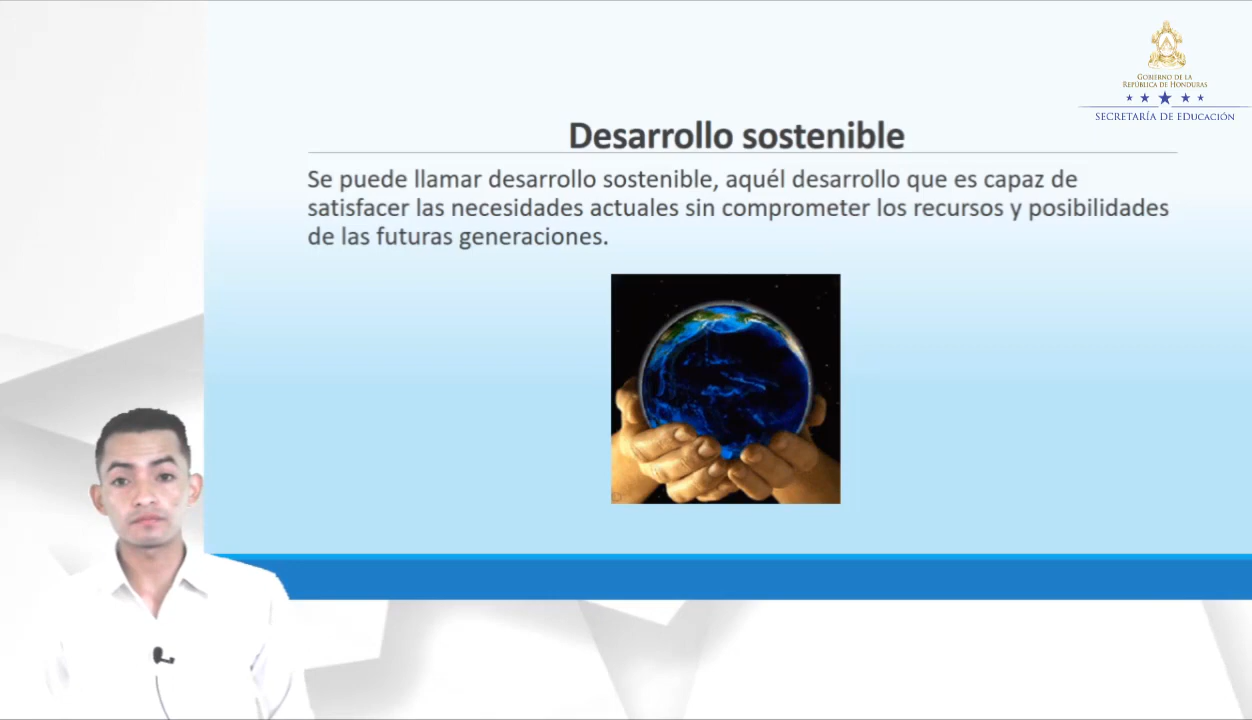 GOBIERNO DE LA
REPÚBLICA DE HONDURAS
SECRETARÍA DE EDUCACIÓN
Desarrollo sostenible
Se puede llamar desarrollo sostenible, aquél desarrollo que es capaz de
satisfacer las necesidades actuales sin comprometer los recursos y posibilidades
de las futuras generaciones.